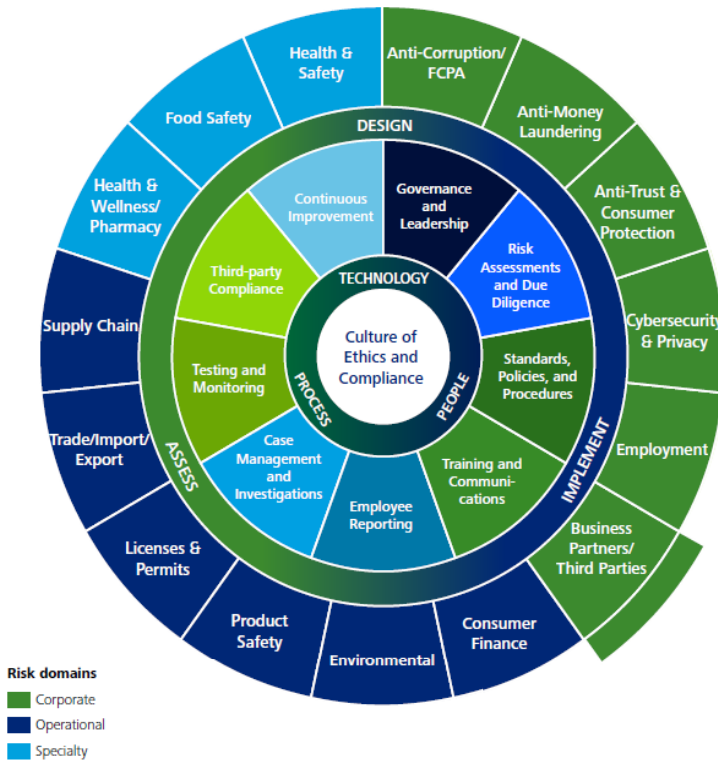 Health &
Safety
Anti-Corruption/
FCPA
Food Safety
Anti-Money
Laundering
Health &
Wellness/
Pharmacy
Anti-Trust &
Consumer
Protection
Supply Chain
Cybersecurity
& Privacy
Trade/Import/
Export
Employment
Licenses &
Permits
Business
Partners/
Third Parties
Product
Safety
Environmental
Consumer
Finance
DESIGN
IMPLEMENT
ASSESS
Continuous
Improvement
Governance
and
Leadership
Third-party
Compliance
Risk
Assessments
and Due
Diligence
Testing and
Monitoring
Standards,
Policies, and
Procedures
Case
Management
and
Investigations
Employee
Reporting
Training and
Communi-
cations
TECHNOLOGY
PROCESS
PEOPLE
Culture of
Ethics and
Compliance
Risk domains
Corporate
Operational
Specialty